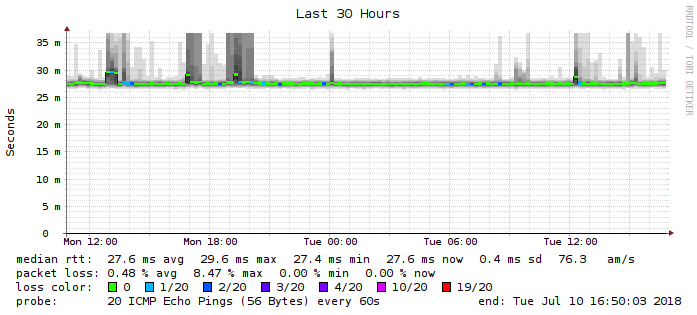 Last 30 Hours
RRDTOOL / TOBI OETIKER
Seconds
35 m
30 m
25 m
20 m
15 m
10 m
5 m
0
Mon 12:00 Mon 18:00 Tue 00:00 Tue 06:00 Tue 12:00
median rtt: 27.6 ms avg 29.6 ms max 27.4 ms min 27.6 ms now 0.4 ms sd 76.3 am/s
packet loss: 0.48 % avg 8.47 % max 0.00 % min 0.00 % now
loss color: 0 1/20 2/20 3/20 4/20 10/20 19/20
probe: 20 ICMP Echo Pings (56 Bytes) every 60s end: Tue Jul 10 16:50:03 2018